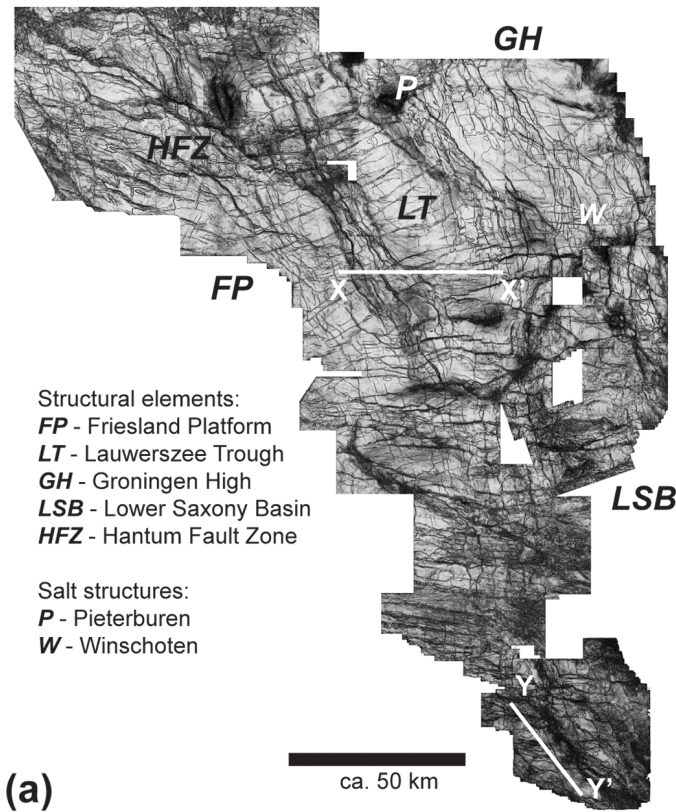 GH
P
HFZ
LT
W
FP
X
X'
Structural elements:
FP - Friesland Platform
LT - Lauwerszee Trough
GH - Groningen High
LSB - Lower Saxony Basin
HFZ - Hantum Fault Zone
LSB
Salt structures:
P - Pieterburen
W - Winschoten
Y
Y'
ca. 50 km
(a)